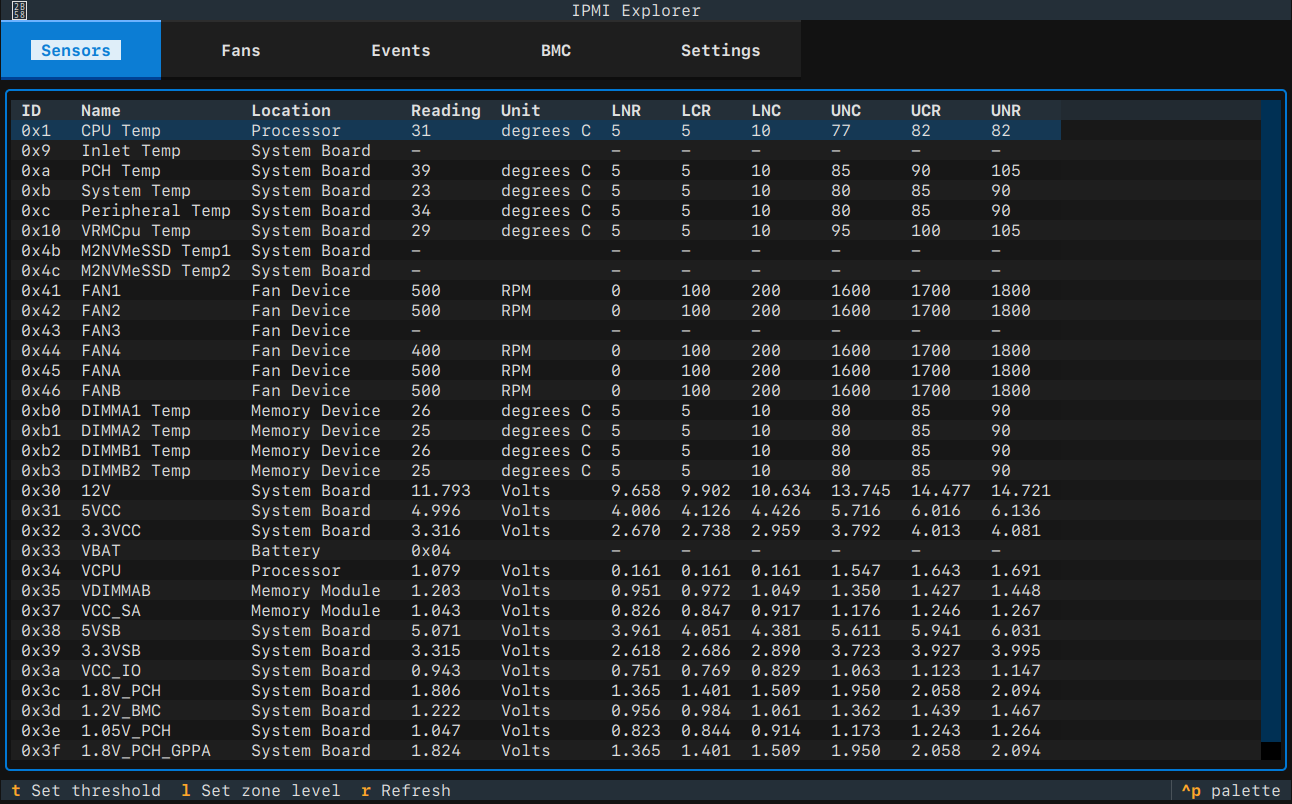 IPMI Explorer
Sensors Fans Events BMC Settings
ID Name Location Reading Unit LNR LCR LNC UNC UCR UNR
0x1 CPU Temp Processor 31 degrees C 5 5 10 77 82 82
0x9 Inlet Temp System Board – – – – – – –
0xa PCH Temp System Board 39 degrees C 5 5 10 85 90 105
0xb System Temp System Board 23 degrees C 5 5 10 80 85 90
0xc Peripheral Temp System Board 34 degrees C 5 5 10 80 85 90
0x10 VRMCpu Temp System Board 29 degrees C 5 5 10 95 100 105
0x4b M2NVMeSSD Temp1 System Board – – – – – – –
0x4c M2NVMeSSD Temp2 System Board – – – – – – –
0x41 FAN1 Fan Device 500 RPM 0 100 200 1600 1700 1800
0x42 FAN2 Fan Device 500 RPM 0 100 200 1600 1700 1800
0x43 FAN3 Fan Device – – – – – – –
0x44 FAN4 Fan Device 400 RPM 0 100 200 1600 1700 1800
0x45 FANA Fan Device 500 RPM 0 100 200 1600 1700 1800
0x46 FANB Fan Device 500 RPM 0 100 200 1600 1700 1800
0xb0 DIMMA1 Temp Memory Device 26 degrees C 5 5 10 80 85 90
0xb1 DIMMA2 Temp Memory Device 25 degrees C 5 5 10 80 85 90
0xb2 DIMMB1 Temp Memory Device 26 degrees C 5 5 10 80 85 90
0xb3 DIMMB2 Temp Memory Device 25 degrees C 5 5 10 80 85 90
0x30 12V System Board 11.793 Volts 9.658 9.902 10.634 13.745 14.477 14.721
0x31 5VCC System Board 4.996 Volts 4.006 4.126 4.426 5.716 6.016 6.136
0x32 3.3VCC System Board 3.316 Volts 2.670 2.738 2.959 3.792 4.013 4.081
0x33 VBAT Battery 0x04 – – – – – –
0x34 VCPU Processor 1.079 Volts 0.161 0.161 0.161 1.547 1.643 1.691
0x35 VDIMMAB Memory Module 1.203 Volts 0.951 0.972 1.049 1.350 1.427 1.448
0x37 VCC_SA Memory Module 1.043 Volts 0.826 0.847 0.917 1.176 1.246 1.267
0x38 5VSB System Board 5.071 Volts 3.961 4.051 4.381 5.611 5.941 6.031
0x39 3.3VSB System Board 3.315 Volts 2.618 2.686 2.890 3.723 3.927 3.995
0x3a VCC_IO System Board 0.943 Volts 0.751 0.769 0.829 1.063 1.123 1.147
0x3c 1.8V_PCH System Board 1.806 Volts 1.365 1.401 1.509 1.950 2.058 2.094
0x3d 1.2V_BMC System Board 1.222 Volts 0.956 0.984 1.061 1.362 1.439 1.467
0x3e 1.05V_PCH System Board 1.047 Volts 0.823 0.844 0.914 1.173 1.243 1.264
0x3f 1.8V_PCH_GPPA System Board 1.824 Volts 1.365 1.401 1.509 1.950 2.058 2.094
t Set threshold l Set zone level r Refresh ^p palette